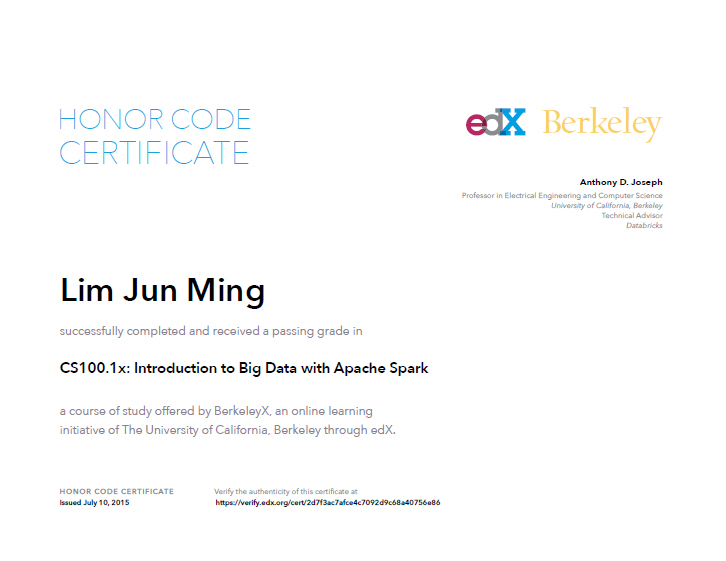 HONOR CODE
CERTIFICATE
edX Berkeley
Anthony D. Joseph
Professor in Electrical Engineering and Computer Science
University of California, Berkeley
Technical Advisor
Databricks
Lim Jun Ming
successfully completed and received a passing grade in
CS100.1x: Introduction to Big Data with Apache Spark
a course of study offered by BerkeleyX, an online learning
initiative of The University of California, Berkeley through edX.
HONOR CODE CERTIFICATE
Issued July 10, 2015
Verify the authenticity of this certificate at
https://verify.edx.org/cert/2d7f3ac7afce4c7092d9c68a40756e86